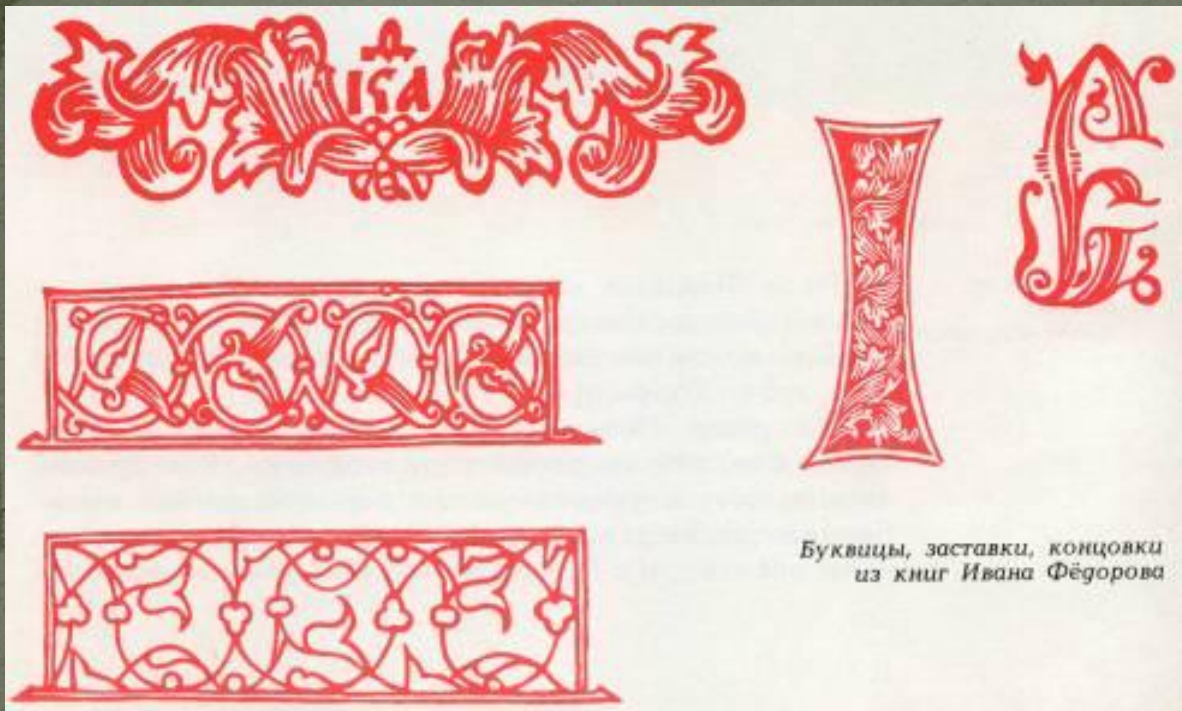 І
Є
Буквицы, заставки, концовки
из книг Ивана Фёдорова